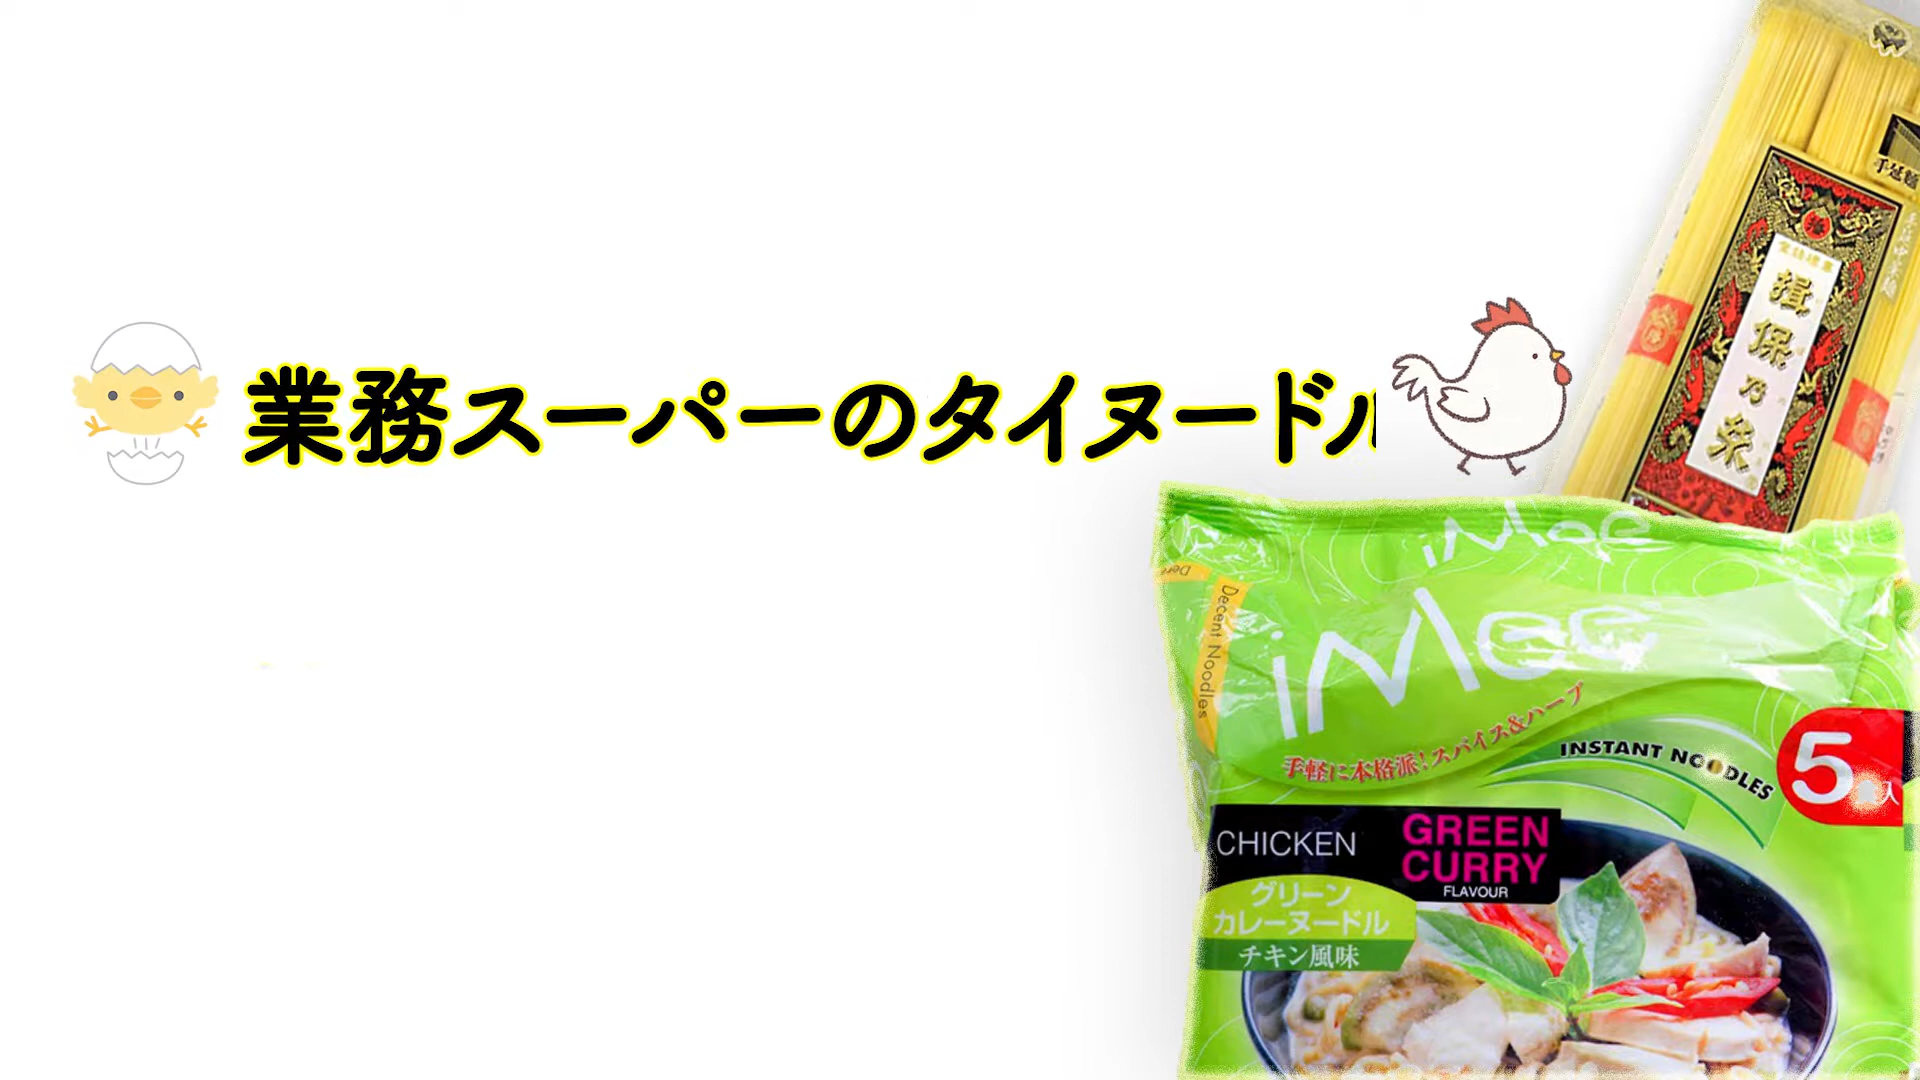 業務スーパーのタイヌードル
手延麺
揖保乃糸
iMee
iMee
Decent Noodles
手軽に本格派!スパイス&ハーブ
INSTANT NOODLES
5食入
CHICKEN
GREEN
CURRY
FLAVOUR
グリーン
カレーヌードル
チキン風味